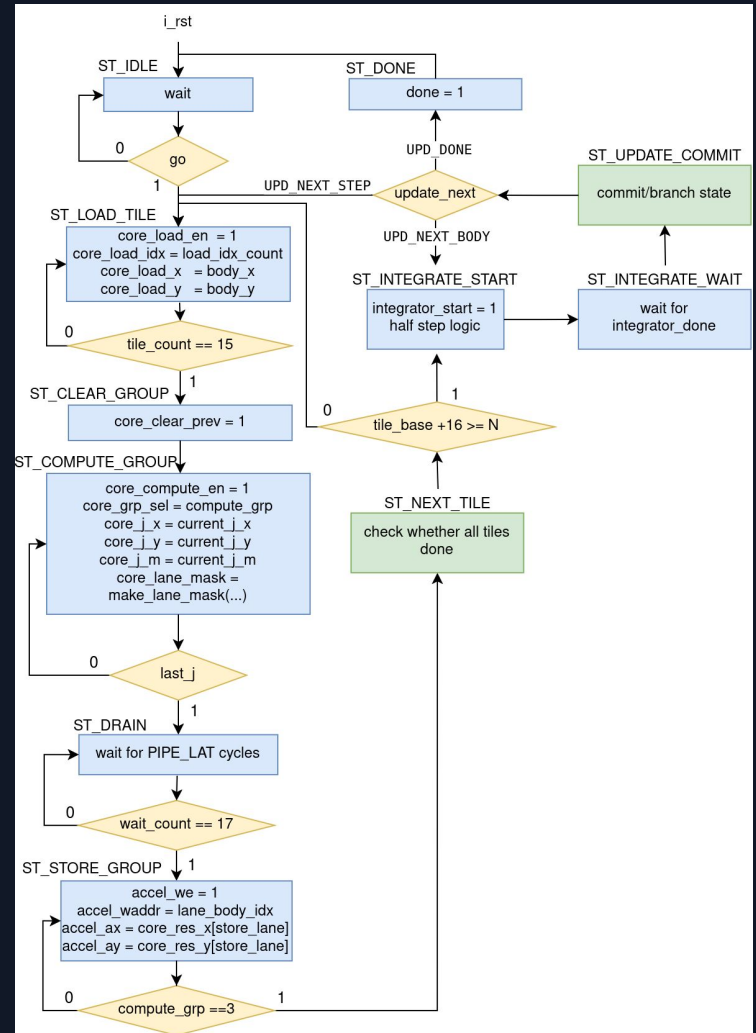 i_rst
ST_IDLE
wait
0
go
1
ST_DONE
done = 1
UPD_DONE
UPD_NEXT_STEP
update_next
UPD_NEXT_BODY
ST_UPDATE_COMMIT
commit/branch state
ST_LOAD_TILE
core_load_en = 1
core_load_idx = load_idx_count
core_load_x = body_x
core_load_y = body_y
0
tile_count == 15
1
ST_INTEGRATE_START
integrator_start = 1
half step logic
ST_INTEGRATE_WAIT
wait for
integrator_done
ST_CLEAR_GROUP
core_clear_prev = 1
0
1
tile_base +16 >= N
ST_COMPUTE_GROUP
core_compute_en = 1
core_grp_sel = compute_grp
core_j_x = current_j_x
core_j_y = current_j_y
core_j_m = current_j_m
core_lane_mask =
make_lane_mask(...)
ST_NEXT_TILE
check whether all tiles
done
0
last_j
1
ST_DRAIN
wait for PIPE_LAT cycles
0
wait_count == 17
1
ST_STORE_GROUP
accel_we = 1
accel_waddr = lane_body_idx
accel_ax = core_res_x[store_lane]
accel_ay = core_res_y[store_lane]
0
compute_grp ==3
1